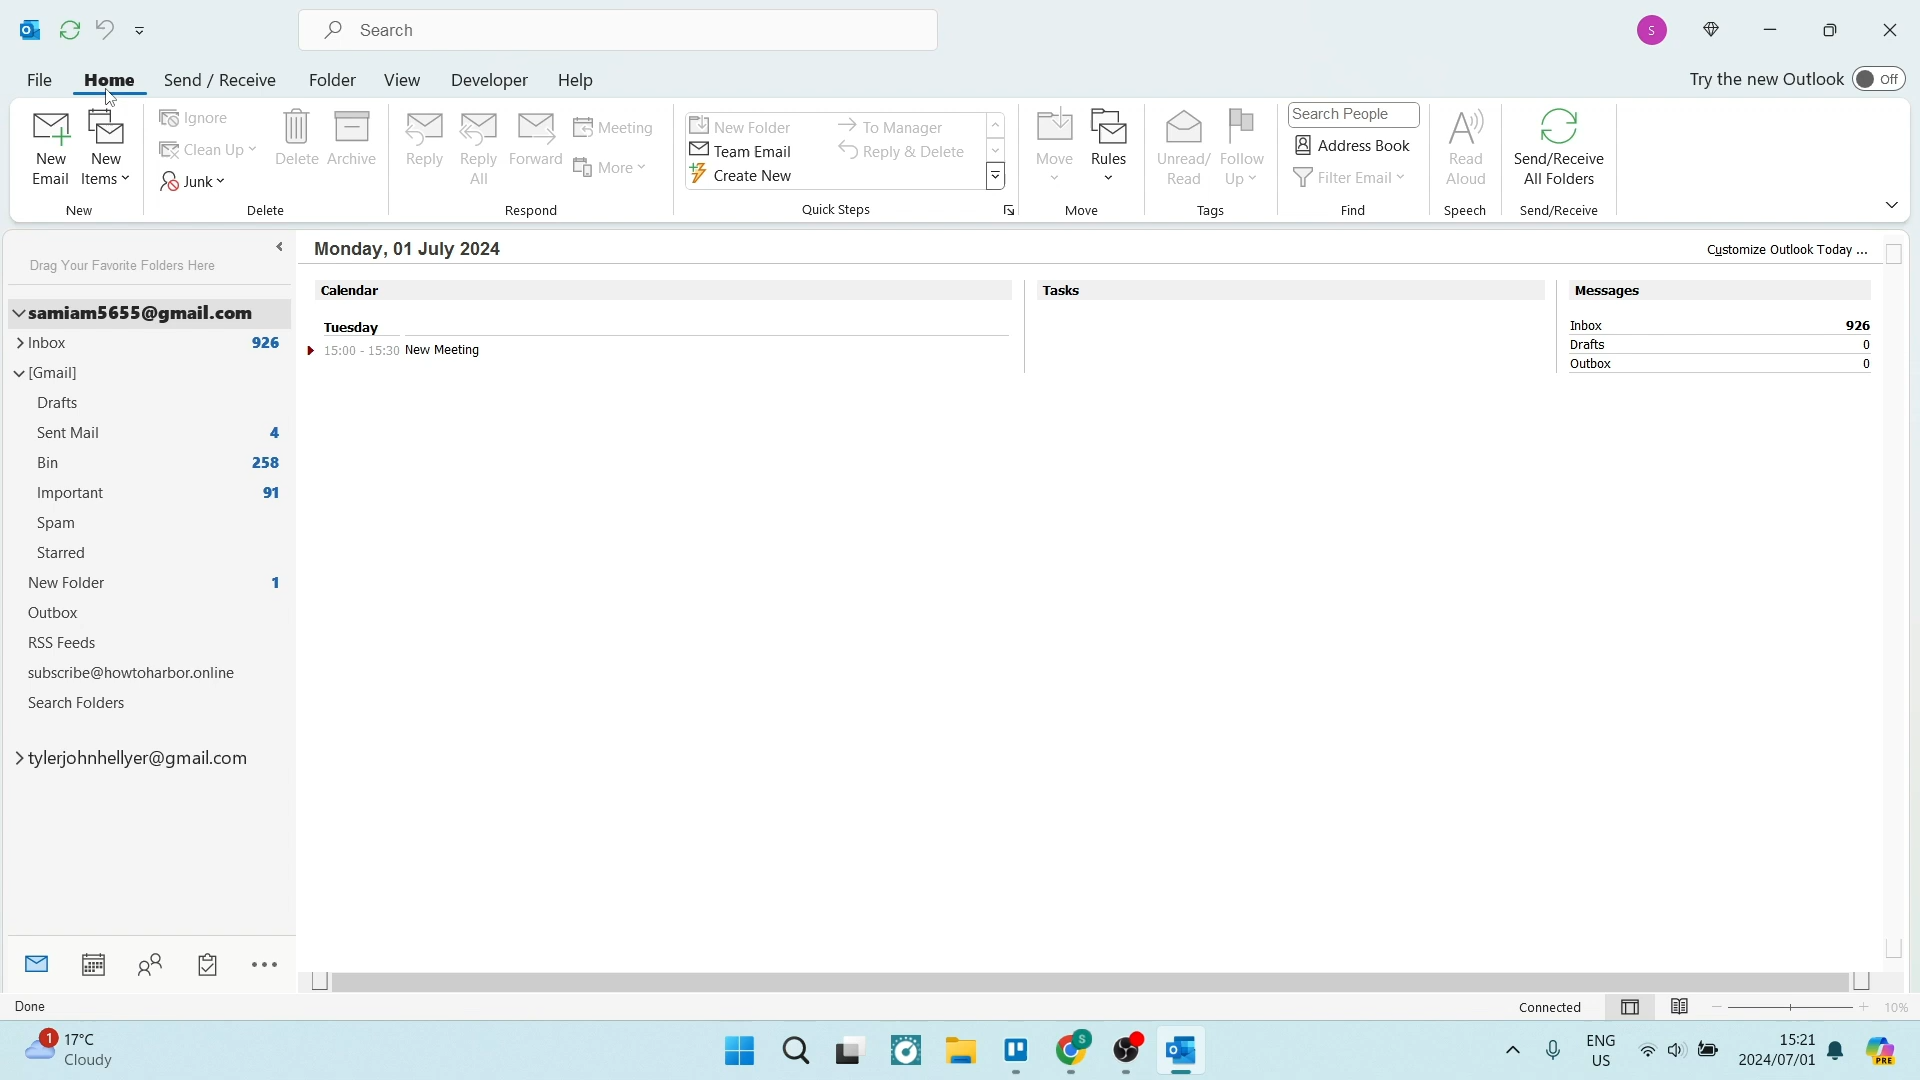 Search
S
File Home Send / Receive Folder View Developer Help
Try the new Outlook Off
New Email
New Items
Ignore
Clean Up
Junk
Delete
Archive
Reply
Reply All
Forward
Meeting
More
New Folder
Team Email
Create New
To Manager
Reply & Delete
Move
Rules
Unread/ Read
Follow Up
Search People
Address Book
Filter Email
Read Aloud
Send/Receive All Folders
New Delete Respond Quick Steps Move Tags Find Speech Send/Receive
Drag Your Favorite Folders Here
Monday, 01 July 2024
Customize Outlook Today ...
samiam5655@gmail.com
Inbox 926
[Gmail]
Drafts
Sent Mail 4
Bin 258
Important 91
Spam
Starred
New Folder 1
Outbox
RSS Feeds
subscribe@howtoharbor.online
Search Folders
tylerjohnhellyer@gmail.com
Calendar
Tuesday
15:00 - 15:30 New Meeting
Tasks
Messages
Inbox 926
Drafts 0
Outbox 0
Done
Connected
10%
1
17°C
Cloudy
S
ENG
US
15:21
2024/07/01
PRE